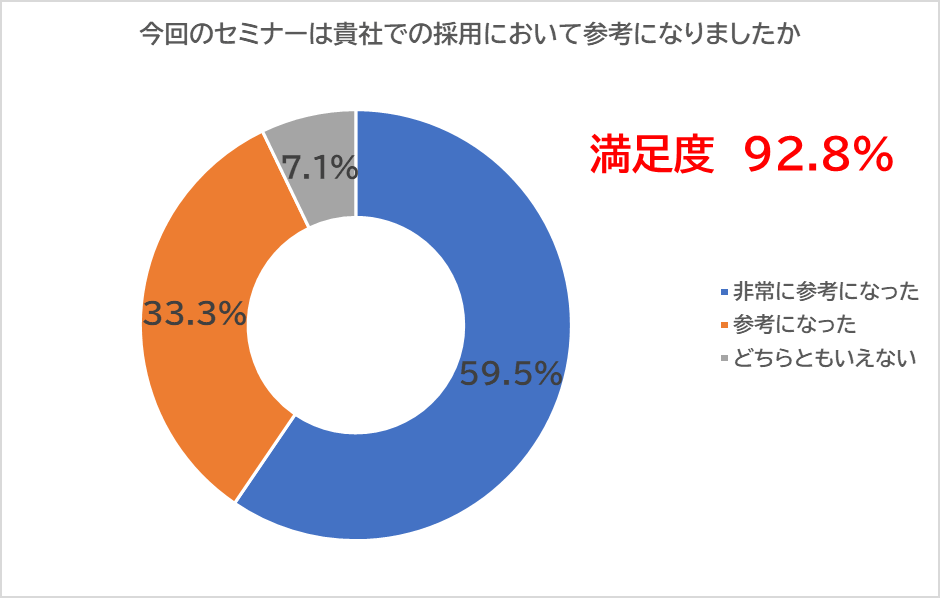 今回のセミナーは貴社での採用において参考になりましたか
満足度 92.8%
7.1%
33.3%
59.5%
非常に参考になった
参考になった
どちらともいえない